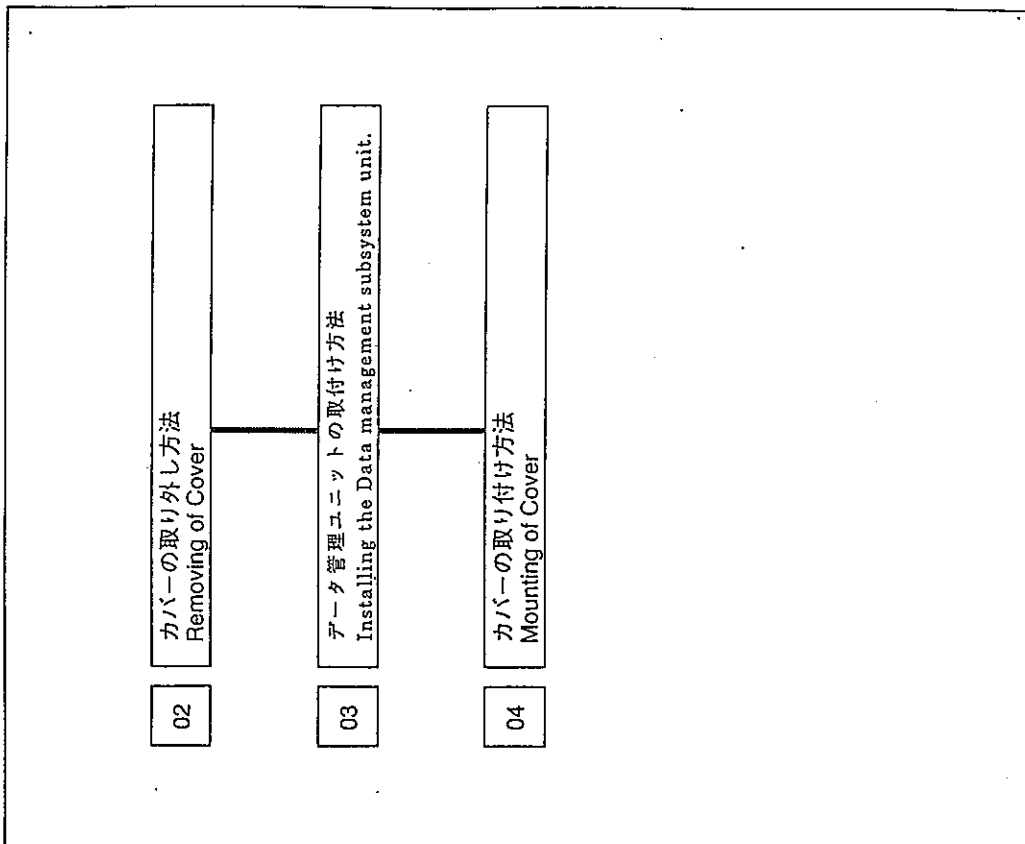 02
カバーの取り外し方法
Removing of Cover
03
データ管理ユニットの取付け方法
Installing the Data management subsystem unit.
04
カバーの取り付け方法
Mounting of Cover